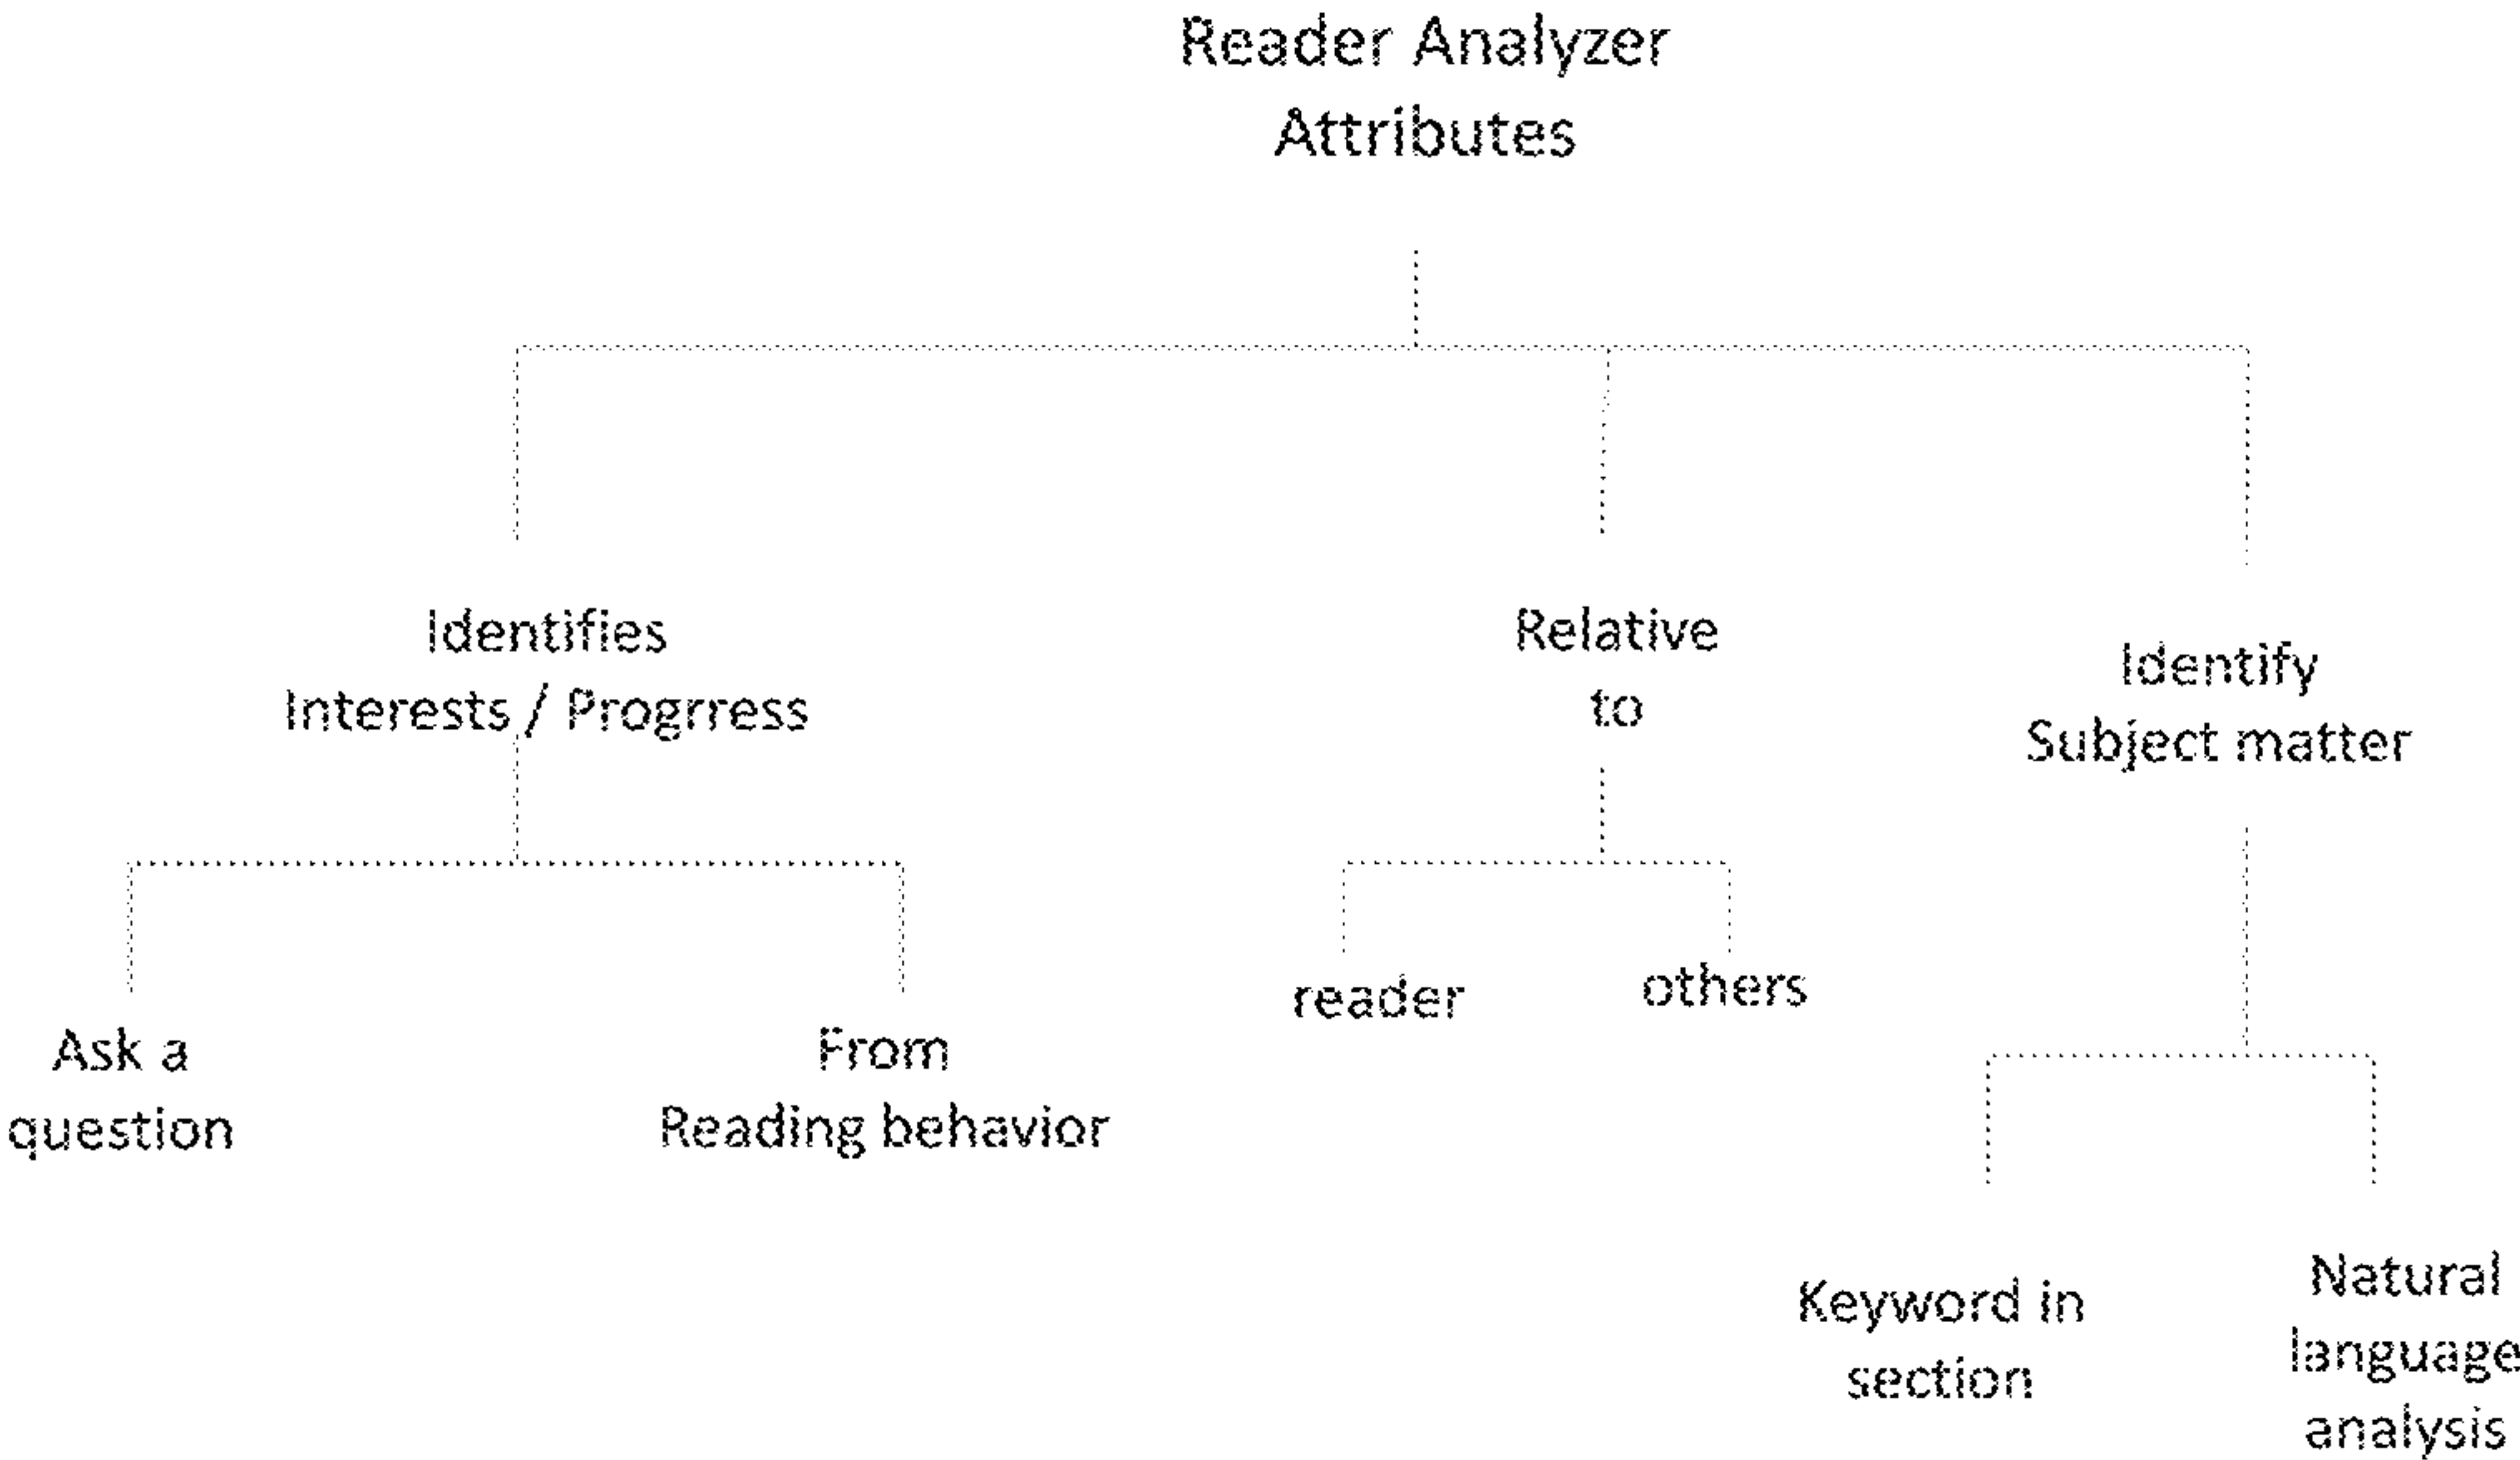 Reader Analyzer
Attributes
Identifies
Interests / Progrress
Relative
to
Identify
Subject matter
Ask a
question
From
Reading behavior
reader
others
Keyword in
section
Natural
language
analysis